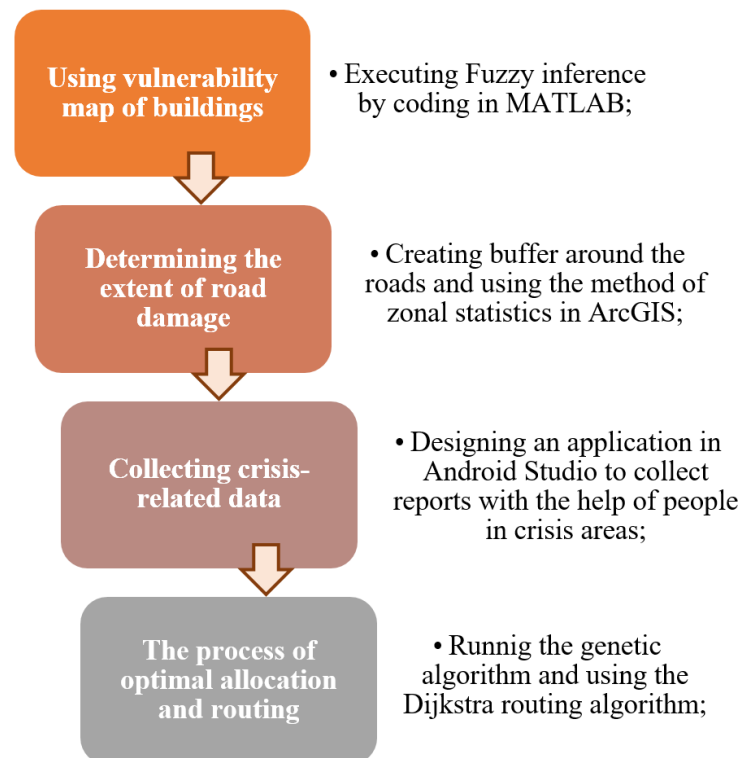 Using vulnerability
map of buildings
• Executing Fuzzy inference
by coding in MATLAB;
Determining the
extent of road
damage
• Creating buffer around the
roads and using the method of
zonal statistics in ArcGIS;
Collecting crisis-
related data
• Designing an application in
Android Studio to collect
reports with the help of people
in crisis areas;
The process of
optimal allocation
and routing
• Runnig the genetic
algorithm and using the
Dijkstra routing algorithm;